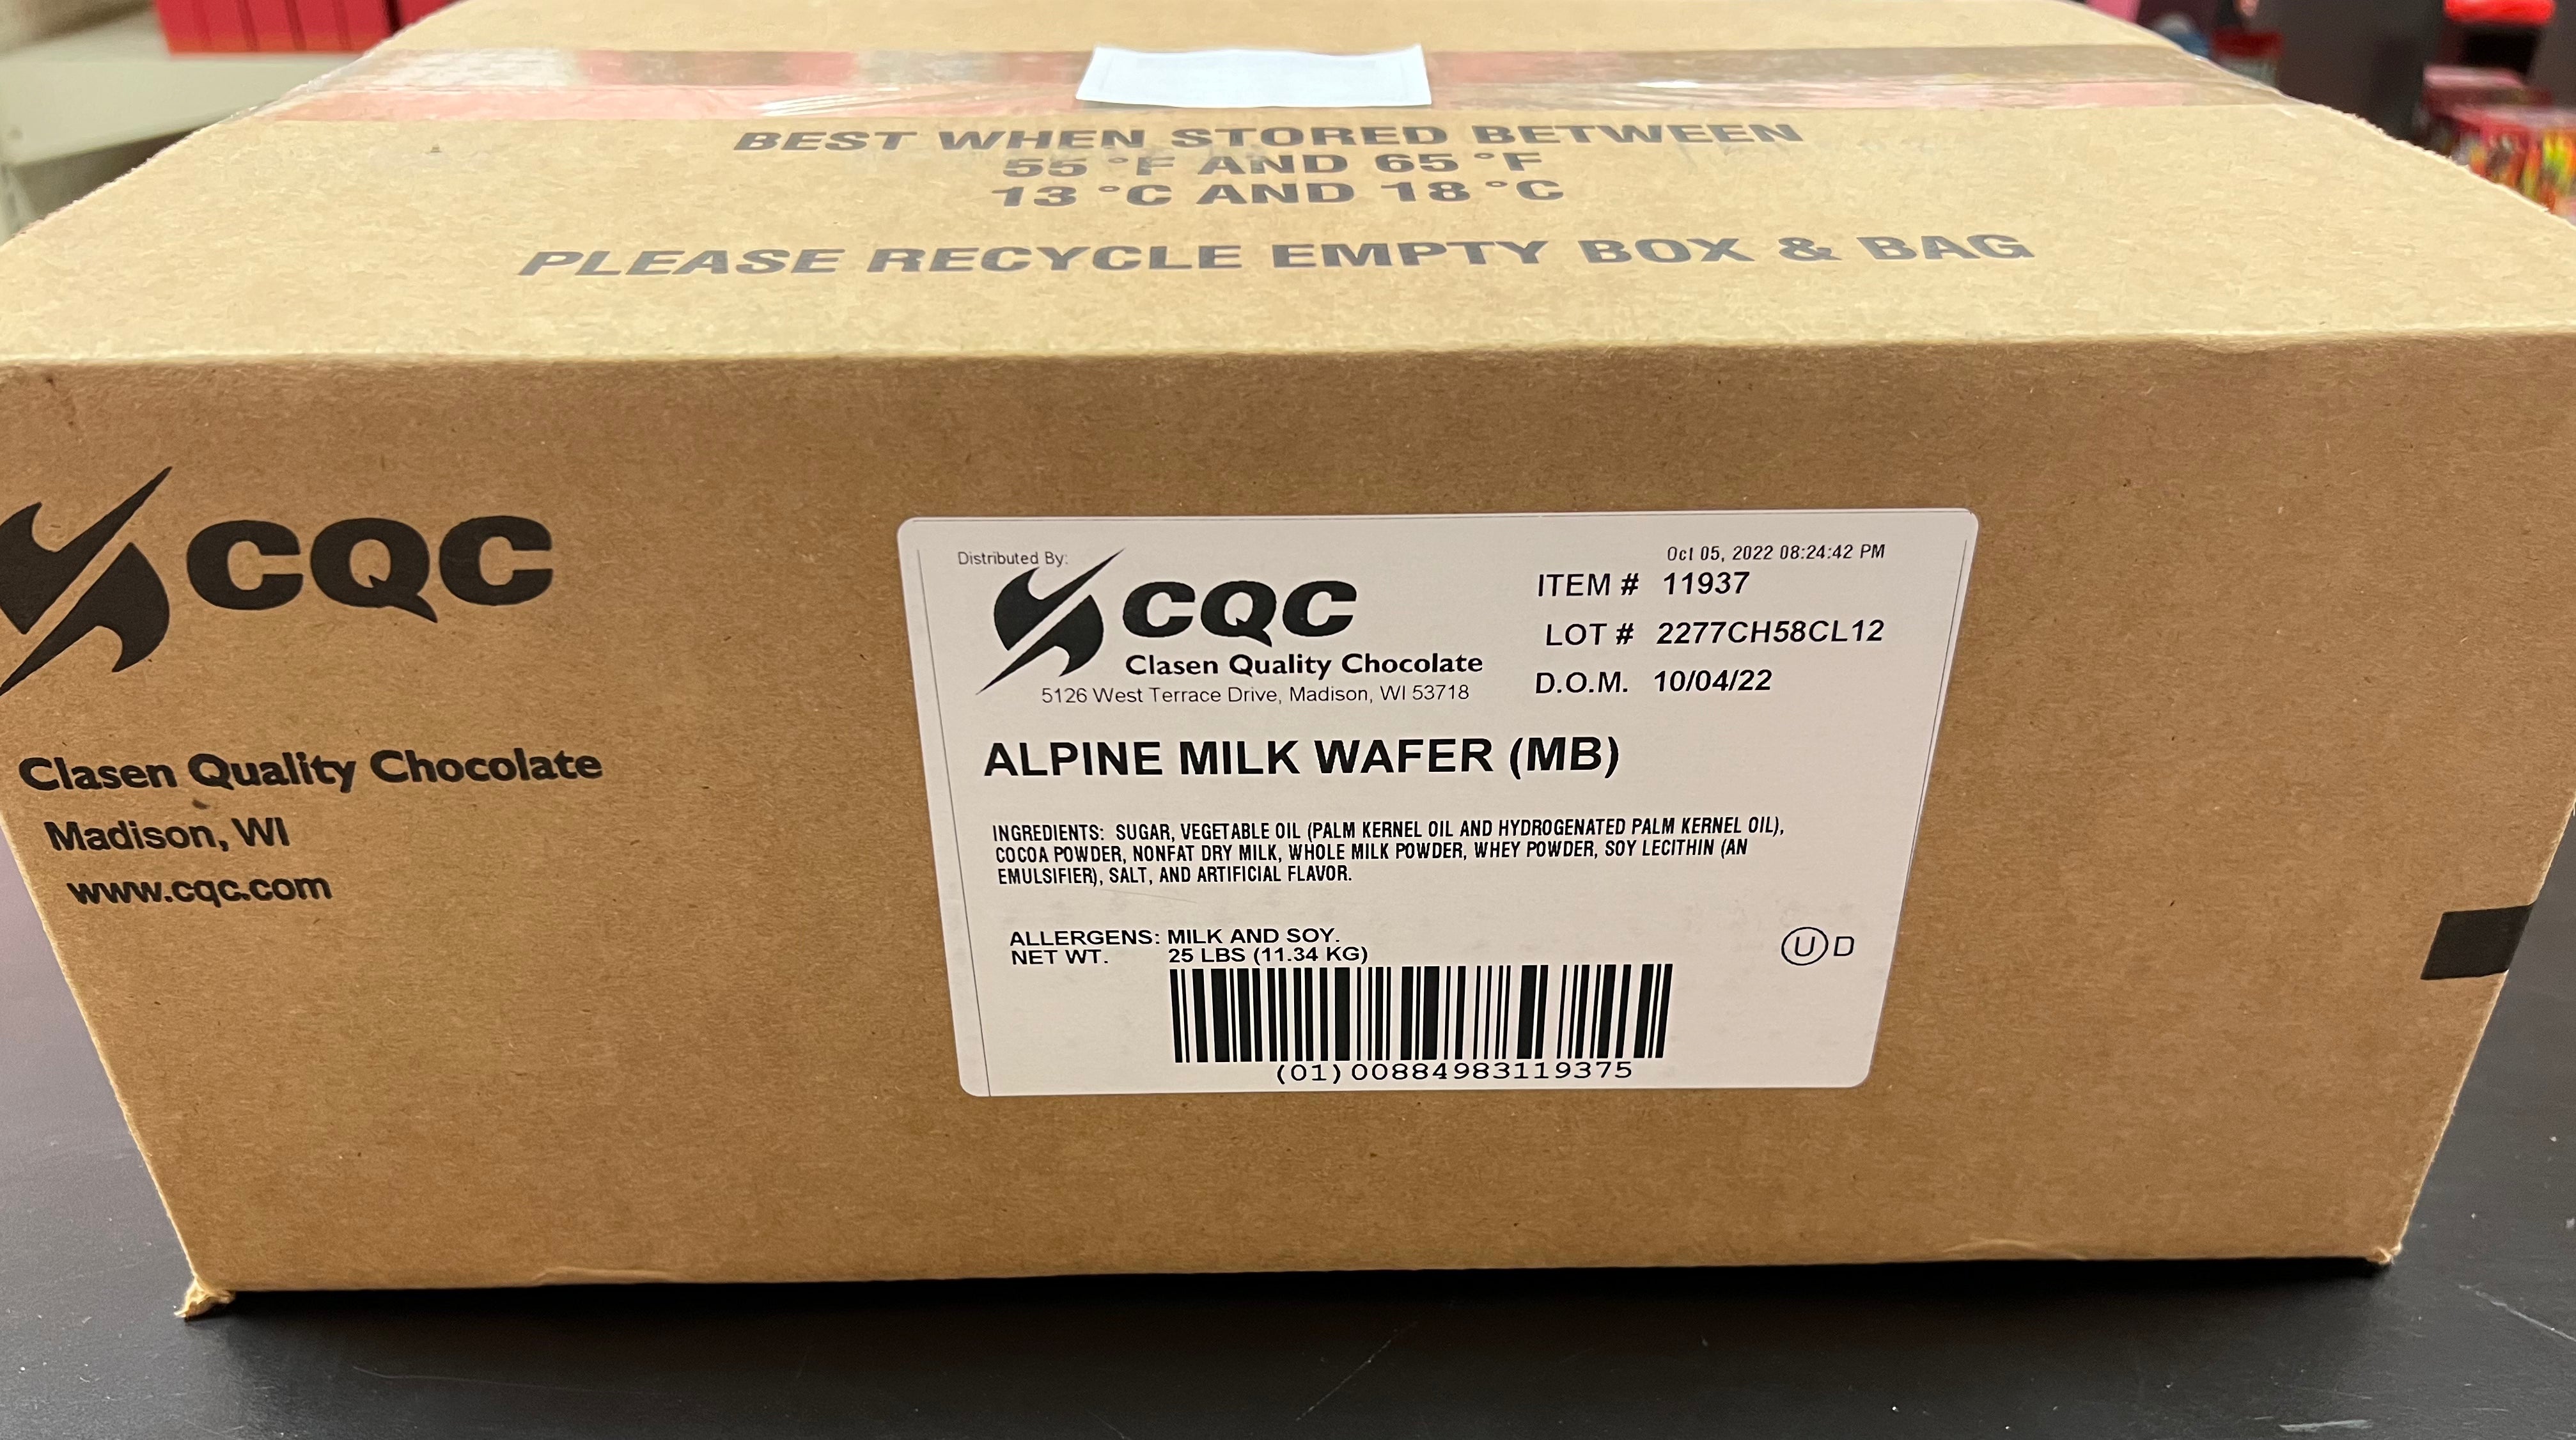 BEST WHEN STORED BETWEEN
55 °F AND 65 °F
13 °C AND 18 °C
PLEASE RECYCLE EMPTY BOX & BAG
CQC
Clasen Quality Chocolate
Madison, WI
www.cqc.com
Distributed By:
CQC
Clasen Quality Chocolate
5126 West Terrace Drive, Madison, WI 53718
Oct 05, 2022 08:24:42 PM
ITEM # 11937
LOT # 2277CH58CL12
D.O.M. 10/04/22
ALPINE MILK WAFER (MB)
INGREDIENTS: SUGAR, VEGETABLE OIL (PALM KERNEL OIL AND HYDROGENATED PALM KERNEL OIL),
COCOA POWDER, NONFAT DRY MILK, WHOLE MILK POWDER, WHEY POWDER, SOY LECITHIN (AN
EMULSIFIER), SALT, AND ARTIFICIAL FLAVOR.
ALLERGENS: MILK AND SOY.
NET WT. 25 LBS (11.34 KG)
U D
(01)00884983119375